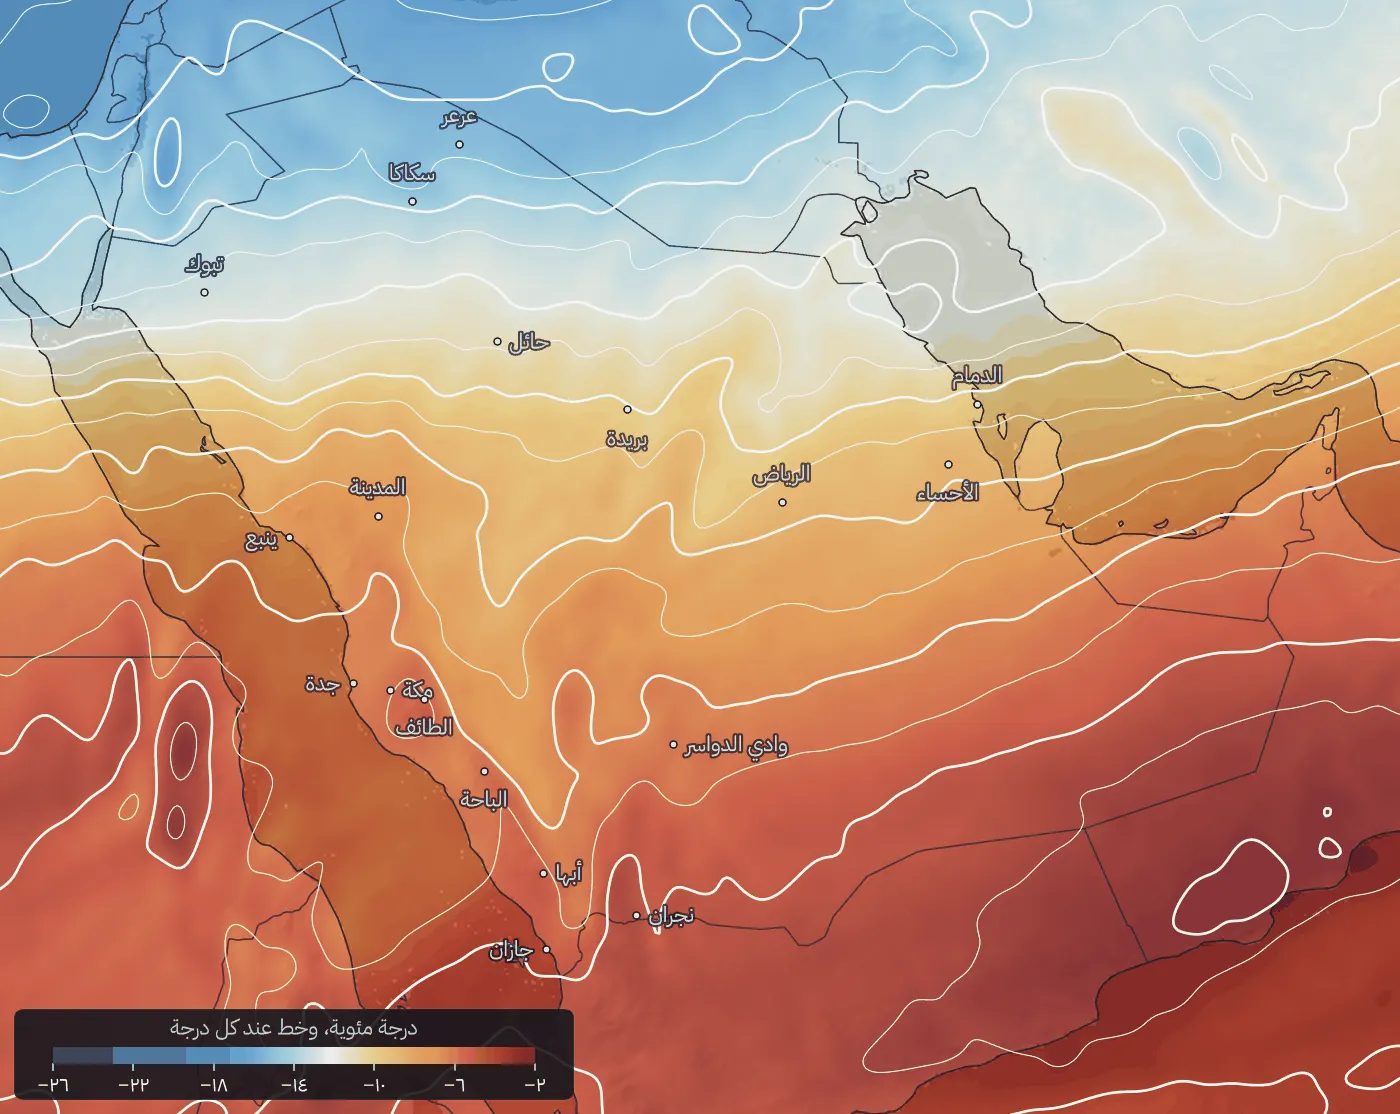 عرعر
سكاكا
تبوك
حائل
الدمام
بريدة
الرياض
الأحساء
المدينة
ينبع
جدة
مكة
الطائف
وادي الدواسر
الباحة
أبها
نجران
جازان
درجة مئوية، وخط عند كل درجة
−٢٦ −٢٢ −١٨ −١٤ −١٠ −٦ −٢